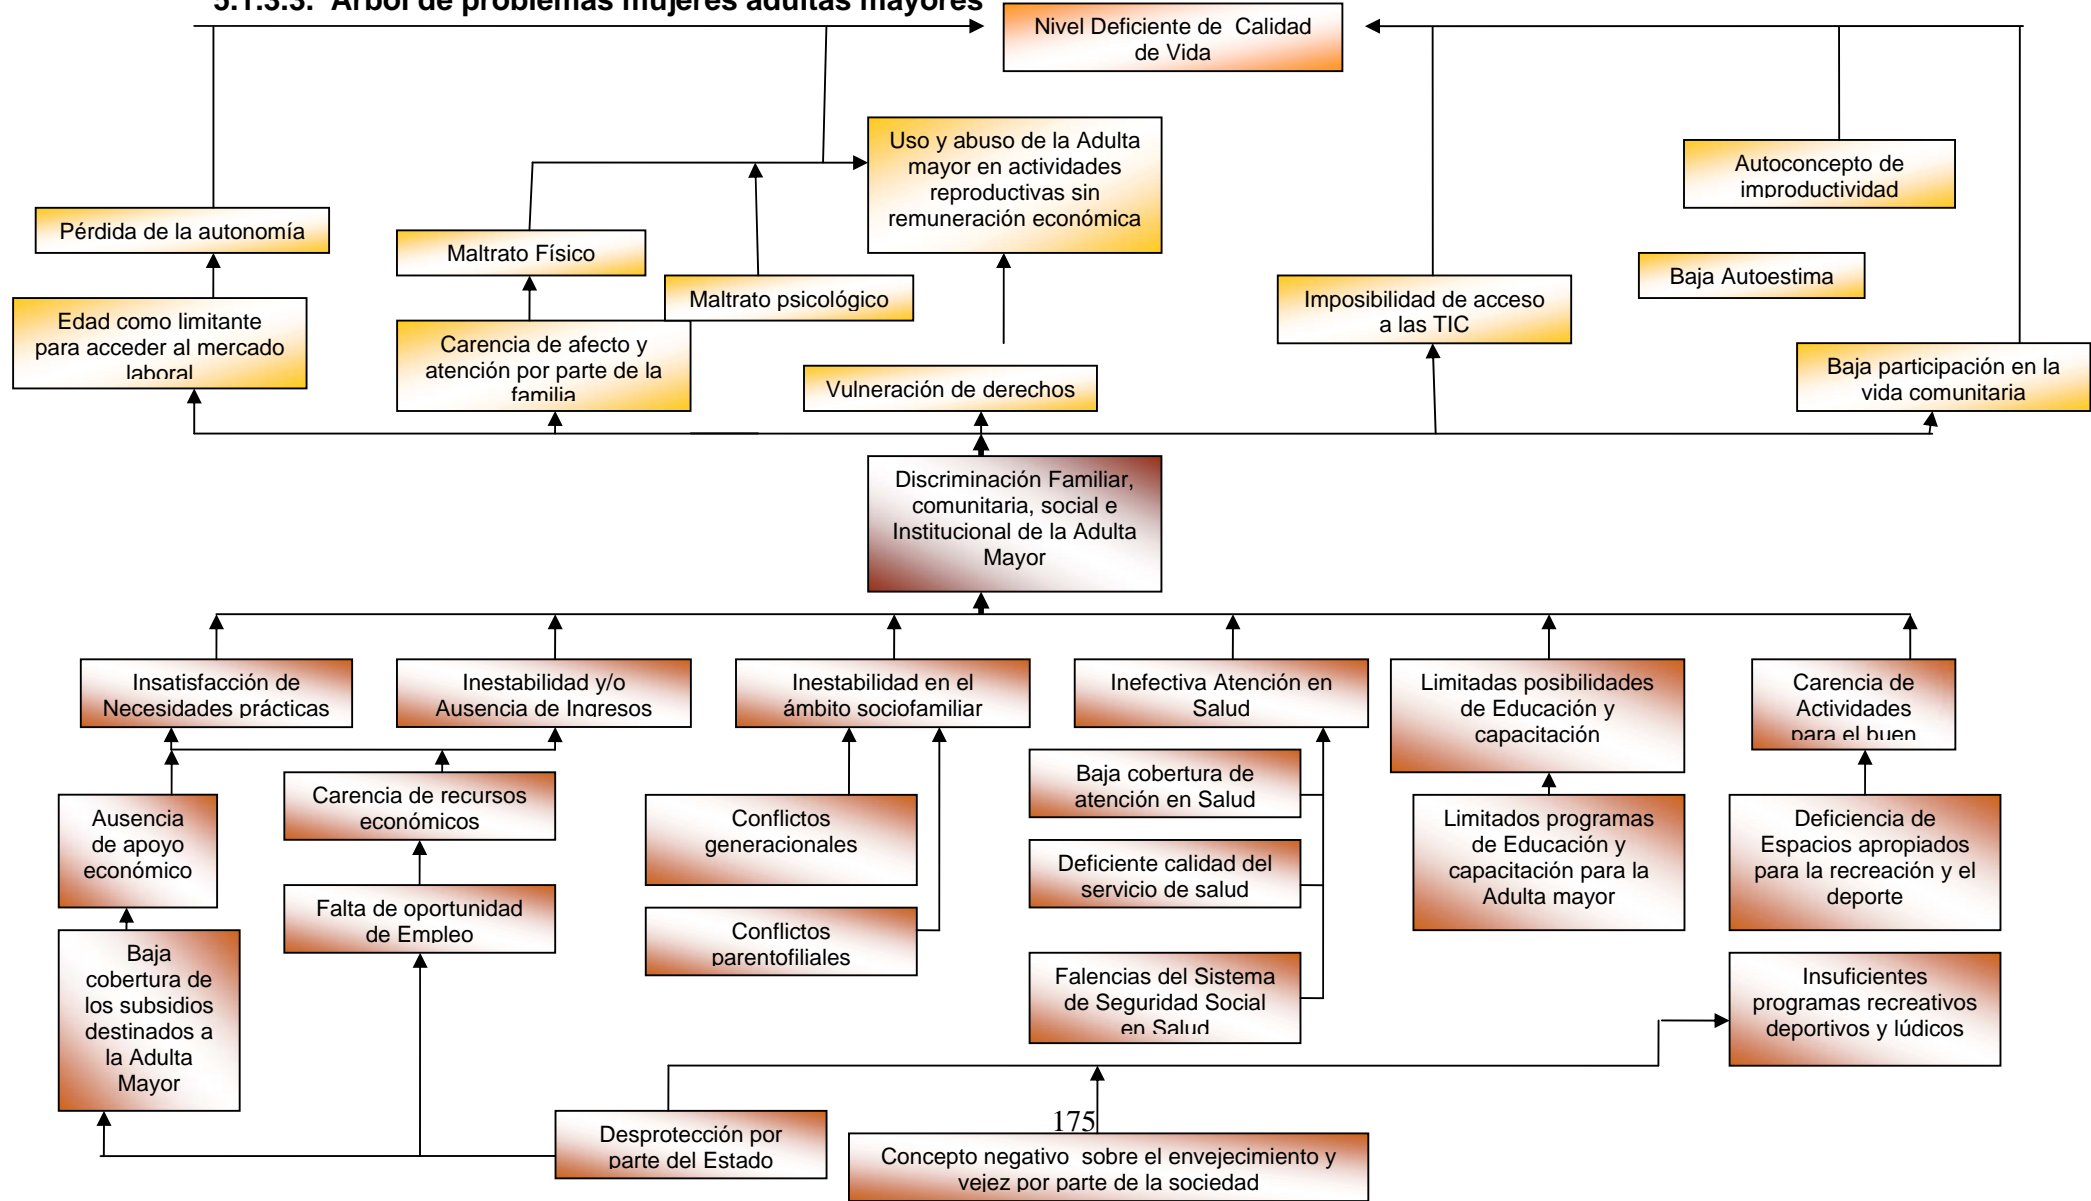 5.1.3.3. Árbol de problemas mujeres adultas mayores
Nivel Deficiente de Calidad
de Vida
Uso y abuso de la Adulta
mayor en actividades
reproductivas sin
remuneración económica
Autoconcepto de
improductividad
Pérdida de la autonomía
Maltrato Físico
Baja Autoestima
Maltrato psicológico
Imposibilidad de acceso
a las TIC
Edad como limitante
para acceder al mercado
laboral
Carencia de afecto y
atención por parte de la
familia
Vulneración de derechos
Baja participación en la
vida comunitaria
Discriminación Familiar,
comunitaria, social e
Institucional de la Adulta
Mayor
Insatisfacción de
Necesidades prácticas
Inestabilidad y/o
Ausencia de Ingresos
Inestabilidad en el
ámbito sociofamiliar
Inefectiva Atención en
Salud
Limitadas posibilidades
de Educación y
capacitación
Carencia de
Actividades
para el buen
Ausencia
de apoyo
económico
Carencia de recursos
económicos
Conflictos
generacionales
Baja cobertura de
atención en Salud
Limitados programas
de Educación y
capacitación para la
Adulta mayor
Deficiencia de
Espacios apropiados
para la recreación y el
deporte
Deficiente calidad del
servicio de salud
Falta de oportunidad
de Empleo
Conflictos
parentofiliales
Baja
cobertura de
los subsidios
destinados a
la Adulta
Mayor
Falencias del Sistema
de Seguridad Social
en Salud
Insuficientes
programas recreativos
deportivos y lúdicos
Desprotección por
parte del Estado
175
Concepto negativo sobre el envejecimiento y
vejez por parte de la sociedad